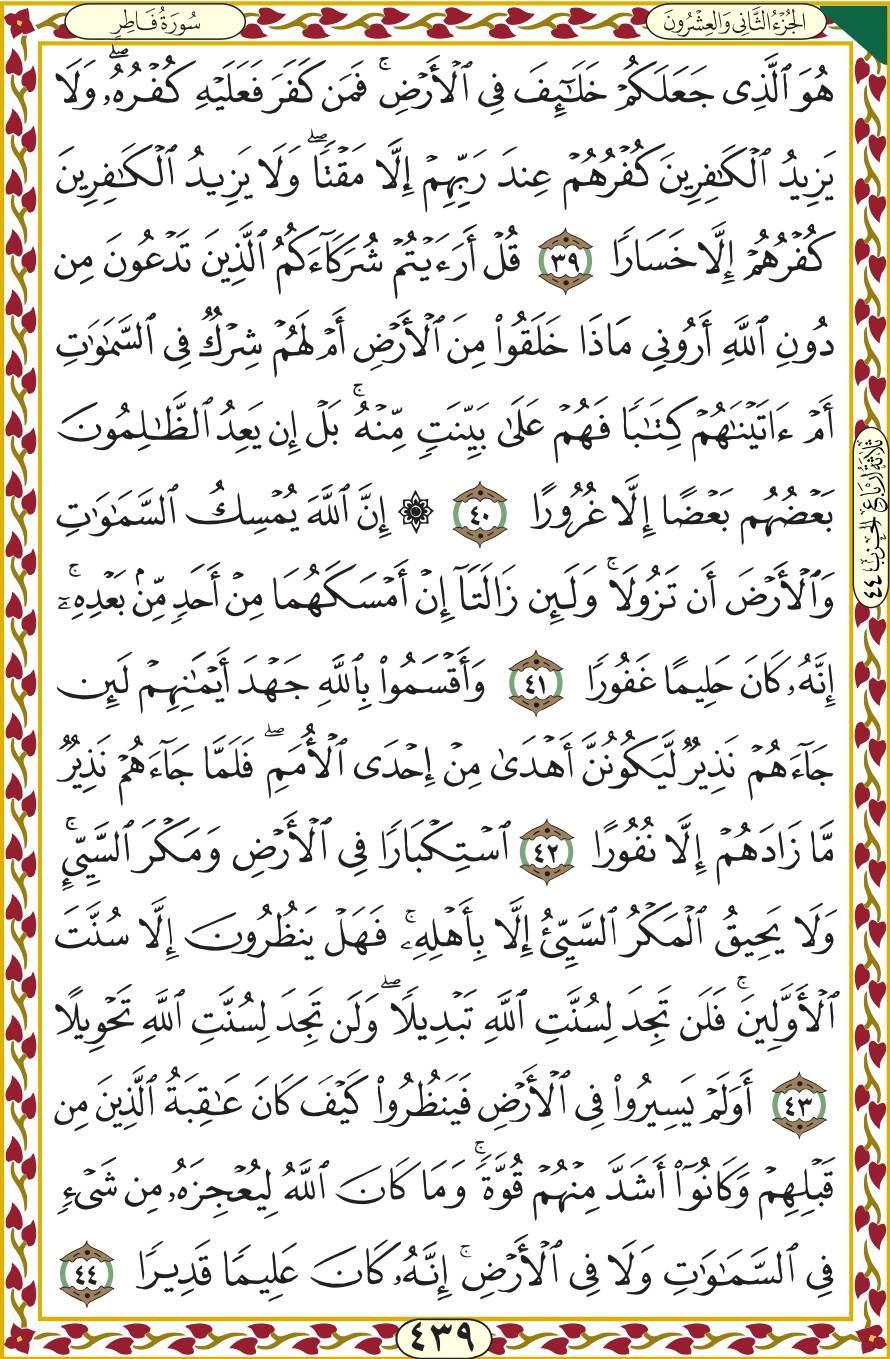 الجُزْءُ الثَّانِي وَالعِشْرُونَ
سُورَةُ فَاطِرٍ
هُوَ ٱلَّذِى جَعَلَكُمْ خَلَـٰٓئِفَ فِى ٱلْأَرْضِ ۚ فَمَن كَفَرَ فَعَلَيْهِ كُفْرُهُۥ ۖ وَلَا
يَزِيدُ ٱلْكَـٰفِرِينَ كُفْرُهُمْ عِندَ رَبِّهِمْ إِلَّا مَقْتًا ۖ وَلَا يَزِيدُ ٱلْكَـٰفِرِينَ
كُفْرُهُمْ إِلَّا خَسَارًا ٣٩ قُلْ أَرَءَيْتُمْ شُرَكَآءَكُمُ ٱلَّذِينَ تَدْعُونَ مِن
دُونِ ٱللَّهِ أَرُونِى مَاذَا خَلَقُوا۟ مِنَ ٱلْأَرْضِ أَمْ لَهُمْ شِرْكٌ فِى ٱلسَّمَـٰوَٰتِ
أَمْ ءَاتَيْنَـٰهُمْ كِتَـٰبًا فَهُمْ عَلَىٰ بَيِّنَتٍ مِّنْهُ ۚ بَلْ إِن يَعِدُ ٱلظَّـٰلِمُونَ
بَعْضُهُم بَعْضًا إِلَّا غُرُورًا ٤٠ ۞ إِنَّ ٱللَّهَ يُمْسِكُ ٱلسَّمَـٰوَٰتِ
وَٱلْأَرْضَ أَن تَزُولَا ۚ وَلَئِن زَالَتَآ إِنْ أَمْسَكَهُمَا مِنْ أَحَدٍ مِّنۢ بَعْدِهِۦٓ ۚ
إِنَّهُۥ كَانَ حَلِيمًا غَفُورًا ٤١ وَأَقْسَمُوا۟ بِٱللَّهِ جَهْدَ أَيْمَـٰنِهِمْ لَئِن
جَآءَهُمْ نَذِيرٌ لَّيَكُونُنَّ أَهْدَىٰ مِنْ إِحْدَى ٱلْأُمَمِ ۖ فَلَمَّا جَآءَهُمْ نَذِيرٌ
مَّا زَادَهُمْ إِلَّا نُفُورًا ٤٢ ٱسْتِكْبَارًا فِى ٱلْأَرْضِ وَمَكْرَ ٱلسَّيِّئِ ۚ
وَلَا يَحِيقُ ٱلْمَكْرُ ٱلسَّيِّئُ إِلَّا بِأَهْلِهِۦ ۚ فَهَلْ يَنظُرُونَ إِلَّا سُنَّتَ
ٱلْأَوَّلِينَ ۚ فَلَن تَجِدَ لِسُنَّتِ ٱللَّهِ تَبْدِيلًا ۖ وَلَن تَجِدَ لِسُنَّتِ ٱللَّهِ تَحْوِيلًا
٤٣ أَوَلَمْ يَسِيرُوا۟ فِى ٱلْأَرْضِ فَيَنظُرُوا۟ كَيْفَ كَانَ عَـٰقِبَةُ ٱلَّذِينَ مِن
قَبْلِهِمْ وَكَانُوٓا۟ أَشَدَّ مِنْهُمْ قُوَّةً ۚ وَمَا كَانَ ٱللَّهُ لِيُعْجِزَهُۥ مِن شَىْءٍ
فِى ٱلسَّمَـٰوَٰتِ وَلَا فِى ٱلْأَرْضِ ۚ إِنَّهُۥ كَانَ عَلِيمًا قَدِيرًا ٤٤
ثَلَاثَةُ أَرْبَاعِ الحِزْبِ ٤٤
٤٣٩